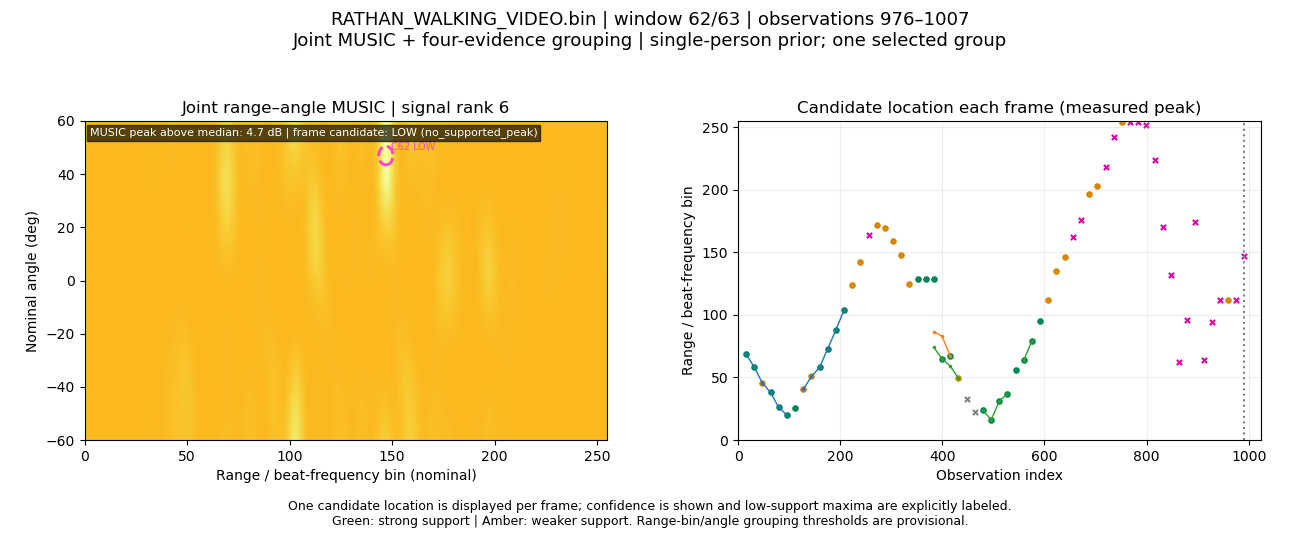 RATHAN_WALKING_VIDEO.bin | window 62/63 | observations 976–1007
Joint MUSIC + four-evidence grouping | single-person prior; one selected group
Joint range–angle MUSIC | signal rank 6
MUSIC peak above median: 4.7 dB | frame candidate: LOW (no_supported_peak)
C62 LOW
60
40
20
0
−20
−40
−60
Nominal angle (deg)
0 50 100 150 200 250
Range / beat-frequency bin (nominal)
Candidate location each frame (measured peak)
250
200
150
100
50
0
Range / beat-frequency bin
0 200 400 600 800 1000
Observation index
One candidate location is displayed per frame; confidence is shown and low-support maxima are explicitly labeled.
Green: strong support | Amber: weaker support. Range-bin/angle grouping thresholds are provisional.